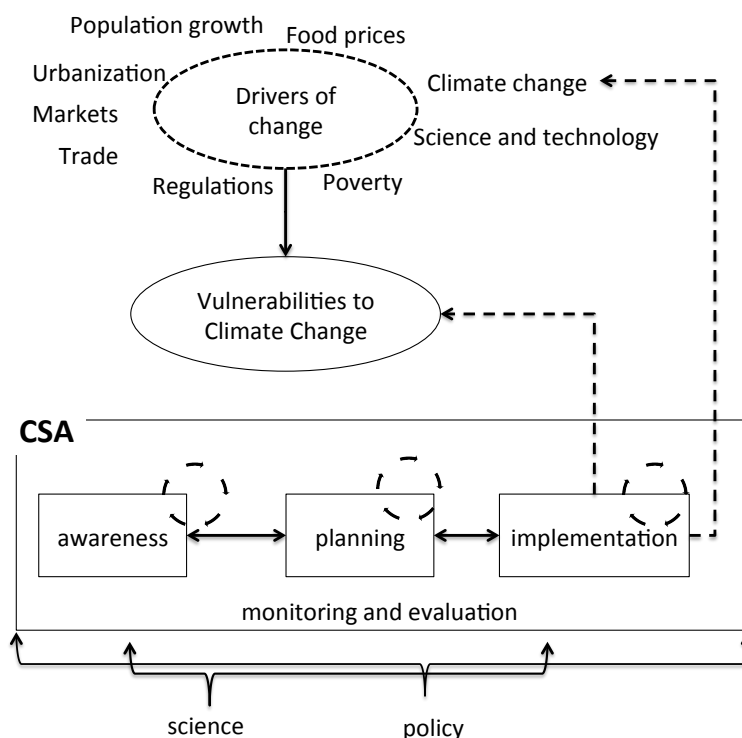 Population growth
Food prices
Urbanization
Drivers of
change
Climate change
Markets
Science and technology
Trade
Regulations
Poverty
Vulnerabilities to
Climate Change
CSA
awareness
planning
implementation
monitoring and evaluation
science
policy